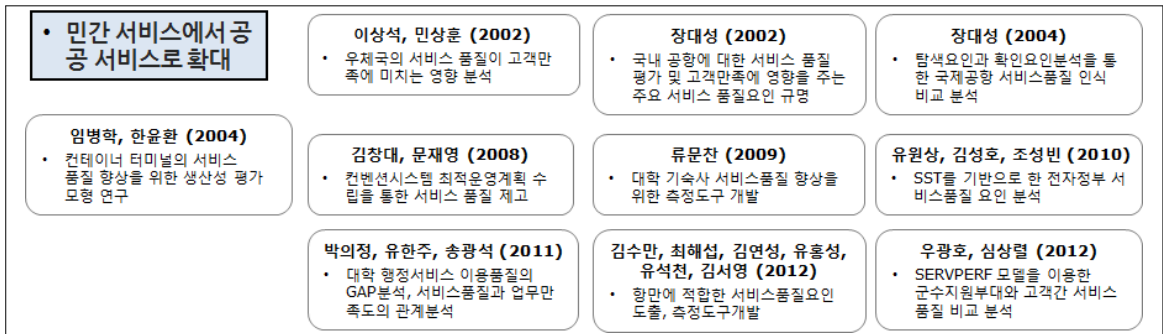 • 민간 서비스에서 공
공 서비스로 확대
이상석, 민상훈 (2002)
• 우체국의 서비스 품질이 고객만
족에 미치는 영향 분석
장대성 (2002)
• 국내 공항에 대한 서비스 품질
평가 및 고객만족에 영향을 주는
주요 서비스 품질요인 규명
장대성 (2004)
• 탐색요인과 확인요인분석을 통
한 국제공항 서비스품질 인식
비교 분석
임병학, 한윤환 (2004)
• 컨테이너 터미널의 서비스
품질 향상을 위한 생산성 평가
모형 연구
김창대, 문재영 (2008)
• 컨벤션시스템 최적운영계획 수
립을 통한 서비스 품질 제고
류문찬 (2009)
• 대학 기숙사 서비스품질 향상을
위한 측정도구 개발
유원상, 김성호, 조성빈 (2010)
• SST를 기반으로 한 전자정부 서
비스품질 요인 분석
박의정, 유한주, 송광석 (2011)
• 대학 행정서비스 이용품질의
GAP분석, 서비스품질과 업무만
족도의 관계분석
김수만, 최해섭, 김연성, 유홍성,
유석천, 김서영 (2012)
• 항만에 적합한 서비스품질요인
도출, 측정도구개발
우광호, 심상렬 (2012)
• SERVPERF 모델을 이용한
군수지원부대와 고객간 서비스
품질 비교 분석